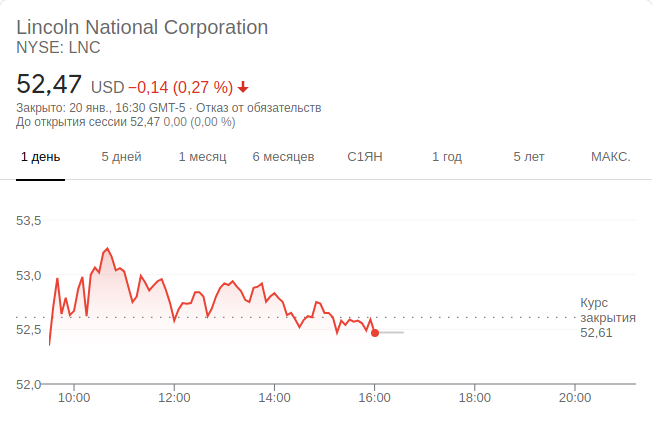 Lincoln National Corporation
NYSE: LNC
52,47 USD −0,14 (0,27 %)
Закрыто: 20 янв., 16:30 GMT-5 · Отказ от обязательств
До открытия сессии 52,47 0,00 (0,00 %)
1 день 5 дней 1 месяц 6 месяцев С1ЯН 1 год 5 лет МАКС.
53,5
53,0
52,5
52,0
Курс
закрытия
52,61
10:00 12:00 14:00 16:00 18:00 20:00